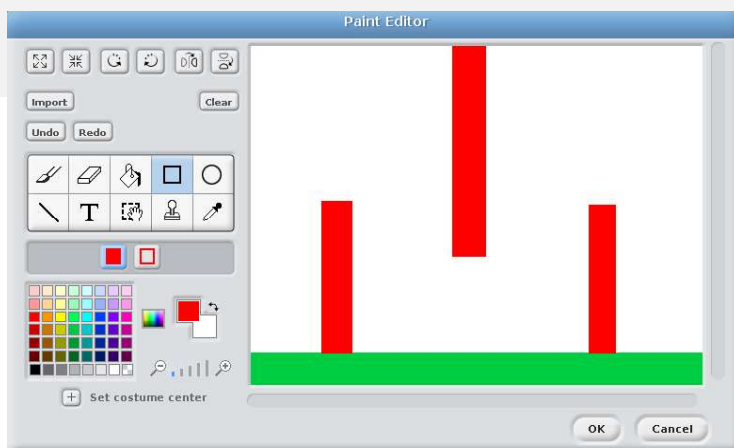 Paint Editor
Import
Clear
Undo
Redo
T
Set costume center
OK
Cancel